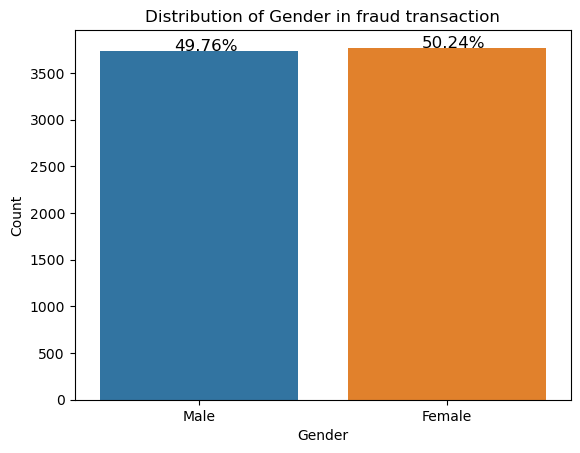 Distribution of Gender in fraud transaction
49.76%
50.24%
3500
3000
2500
2000
1500
1000
500
0
Count
Male
Female
Gender